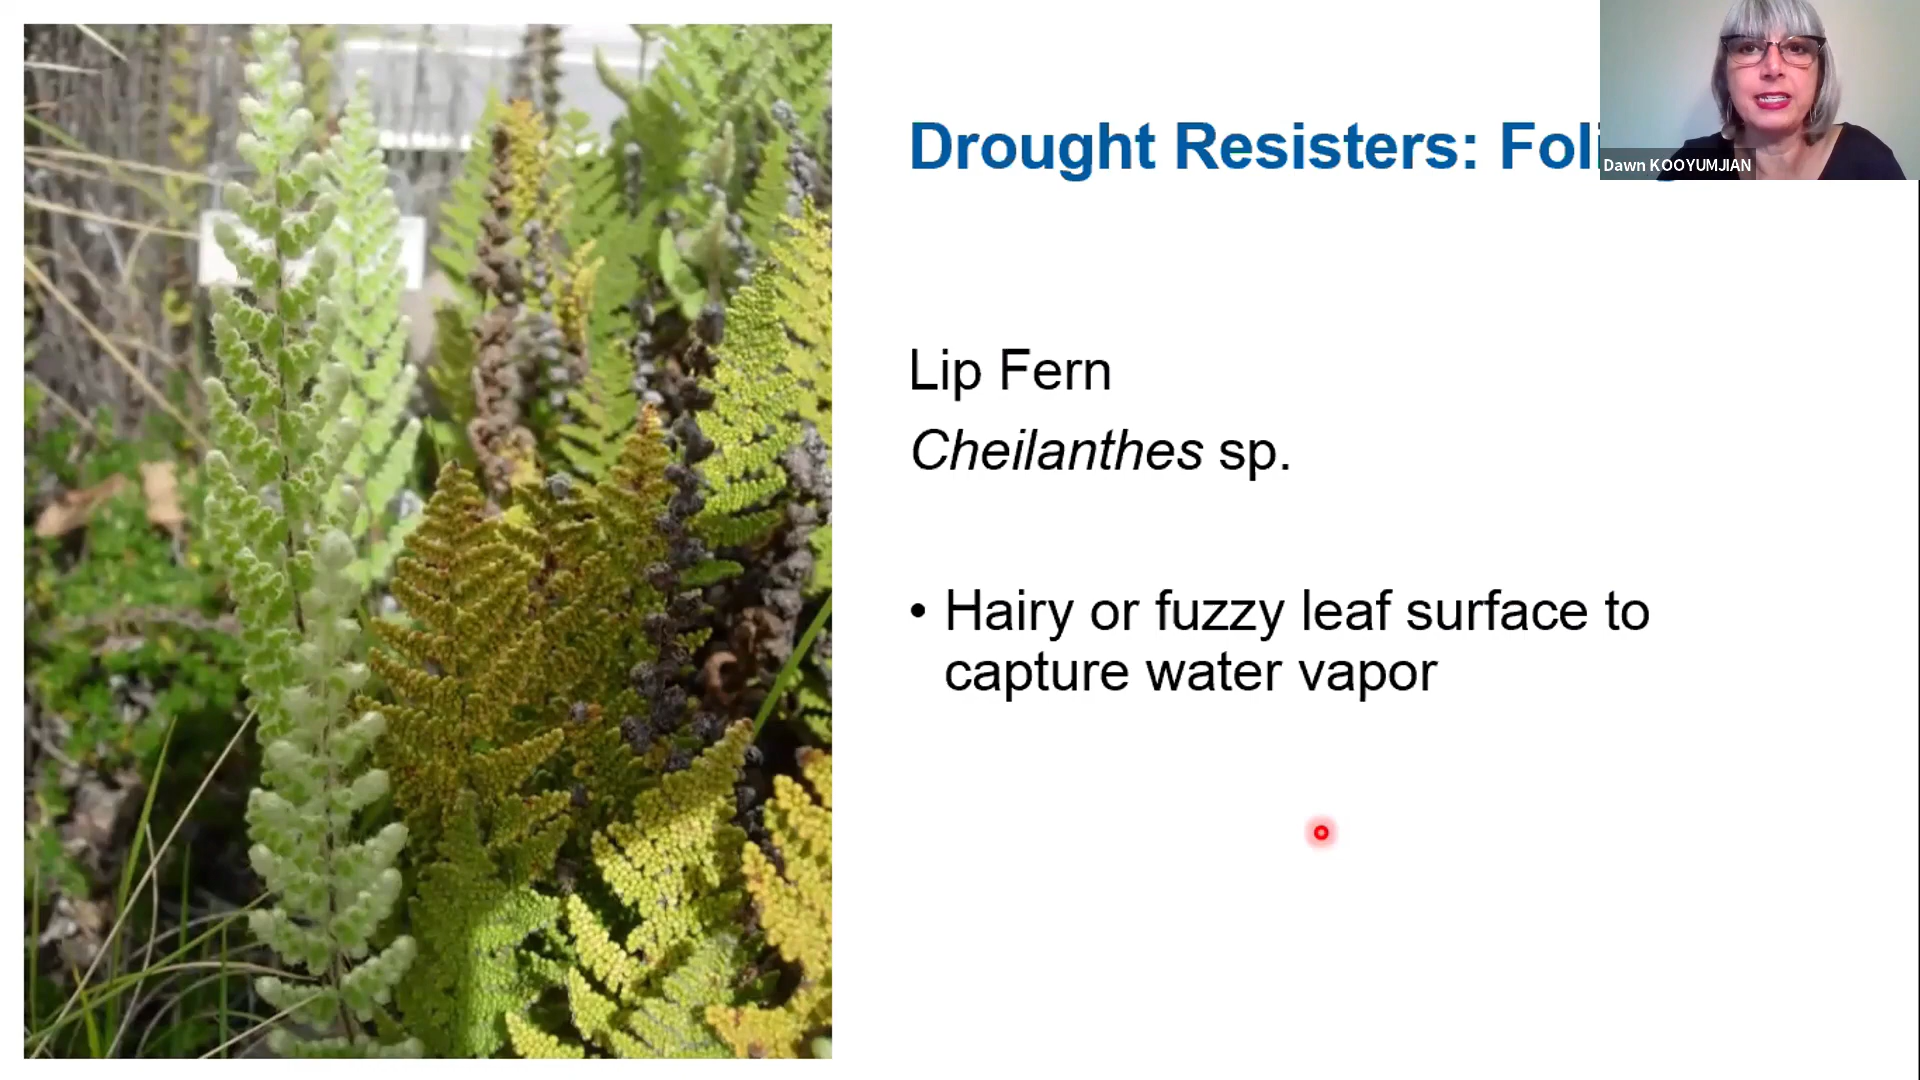 Drought Resisters: Foli
Dawn KOOYUMJIAN
Lip Fern
Cheilanthes sp.
• Hairy or fuzzy leaf surface to
capture water vapor